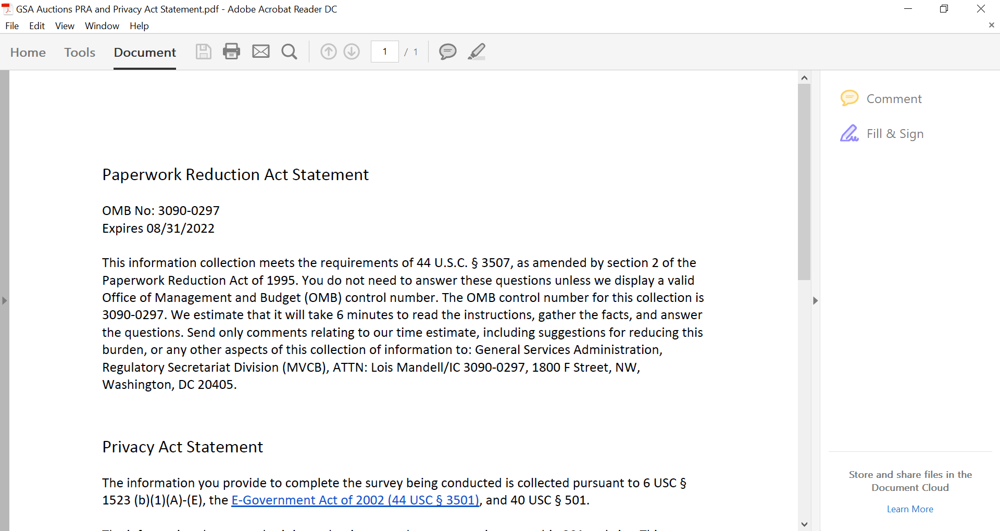 GSA Auctions PRA and Privacy Act Statement.pdf - Adobe Acrobat Reader DC
File Edit View Window Help
Home Tools Document 1 / 1
Comment
Fill & Sign
Paperwork Reduction Act Statement
OMB No: 3090-0297
Expires 08/31/2022
This information collection meets the requirements of 44 U.S.C. § 3507, as amended by section 2 of the
Paperwork Reduction Act of 1995. You do not need to answer these questions unless we display a valid
Office of Management and Budget (OMB) control number. The OMB control number for this collection is
3090-0297. We estimate that it will take 6 minutes to read the instructions, gather the facts, and answer
the questions. Send only comments relating to our time estimate, including suggestions for reducing this
burden, or any other aspects of this collection of information to: General Services Administration,
Regulatory Secretariat Division (MVCB), ATTN: Lois Mandell/IC 3090-0297, 1800 F Street, NW,
Washington, DC 20405.
Privacy Act Statement
The information you provide to complete the survey being conducted is collected pursuant to 6 USC §
1523 (b)(1)(A)-(E), the E-Government Act of 2002 (44 USC § 3501), and 40 USC § 501.
Store and share files in the
Document Cloud
Learn More